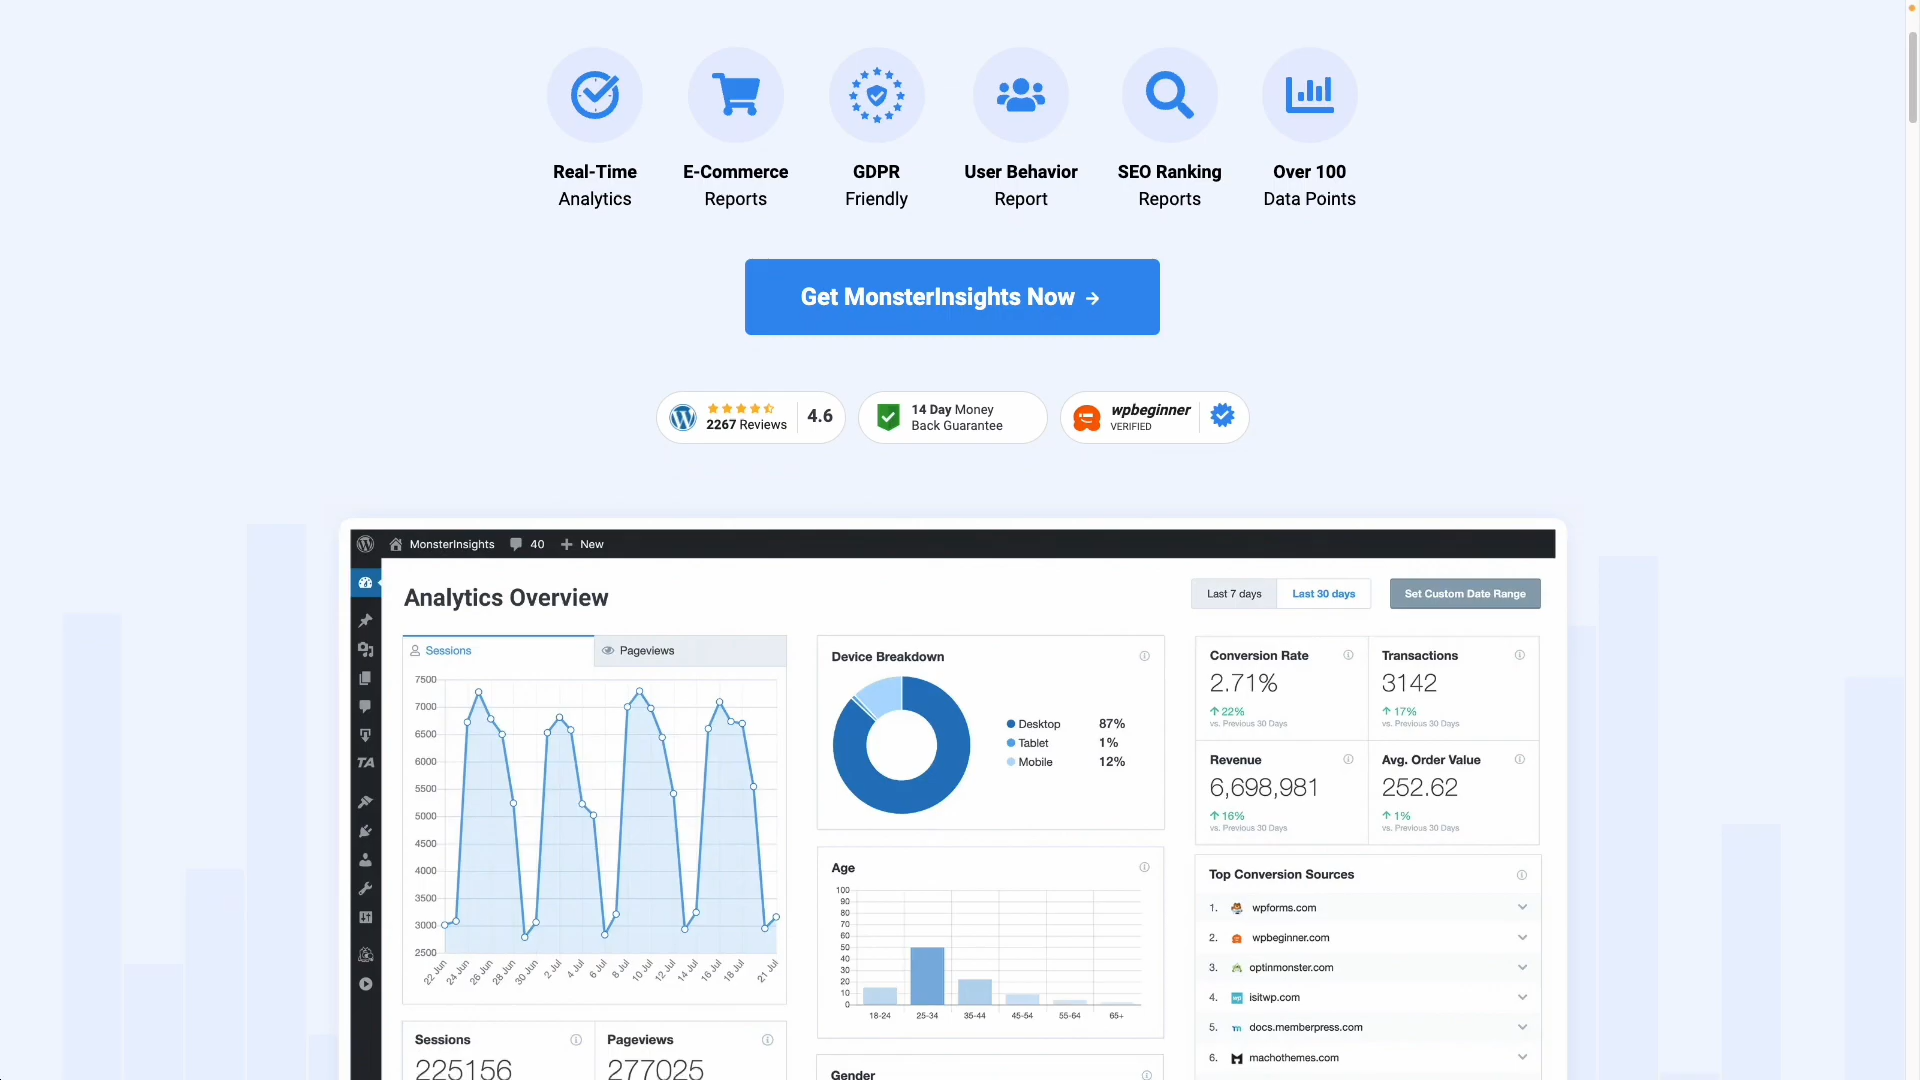 Real-Time
Analytics
E-Commerce
Reports
GDPR
Friendly
User Behavior
Report
SEO Ranking
Reports
Over 100
Data Points
Get MonsterInsights Now →
2267 Reviews
4.6
14 Day Money
Back Guarantee
wpbeginner
VERIFIED
MonsterInsights
40
+ New
TA
Analytics Overview
Last 7 days
Last 30 days
Set Custom Date Range
Sessions
Pageviews
7500
7000
6500
6000
5500
5000
4500
4000
3500
3000
2500
22 Jun
24 Jun
26 Jun
28 Jun
30 Jun
2 Jul
4 Jul
6 Jul
8 Jul
10 Jul
12 Jul
14 Jul
16 Jul
18 Jul
21 Jul
Sessions
225156
Pageviews
277025
Device Breakdown
Desktop 87%
Tablet 1%
Mobile 12%
Age
100
90
80
70
60
50
40
30
20
10
0
18-24
25-34
35-44
45-54
55-64
65+
Gender
Conversion Rate
2.71%
↑ 22%
vs. Previous 30 Days
Transactions
3142
↑ 17%
vs. Previous 30 Days
Revenue
6,698,981
↑ 16%
vs. Previous 30 Days
Avg. Order Value
252.62
↑ 1%
vs. Previous 30 Days
Top Conversion Sources
1. wpforms.com
2. wpbeginner.com
3. optinmonster.com
4. isitwp.com
5. docs.memberpress.com
6. machothemes.com